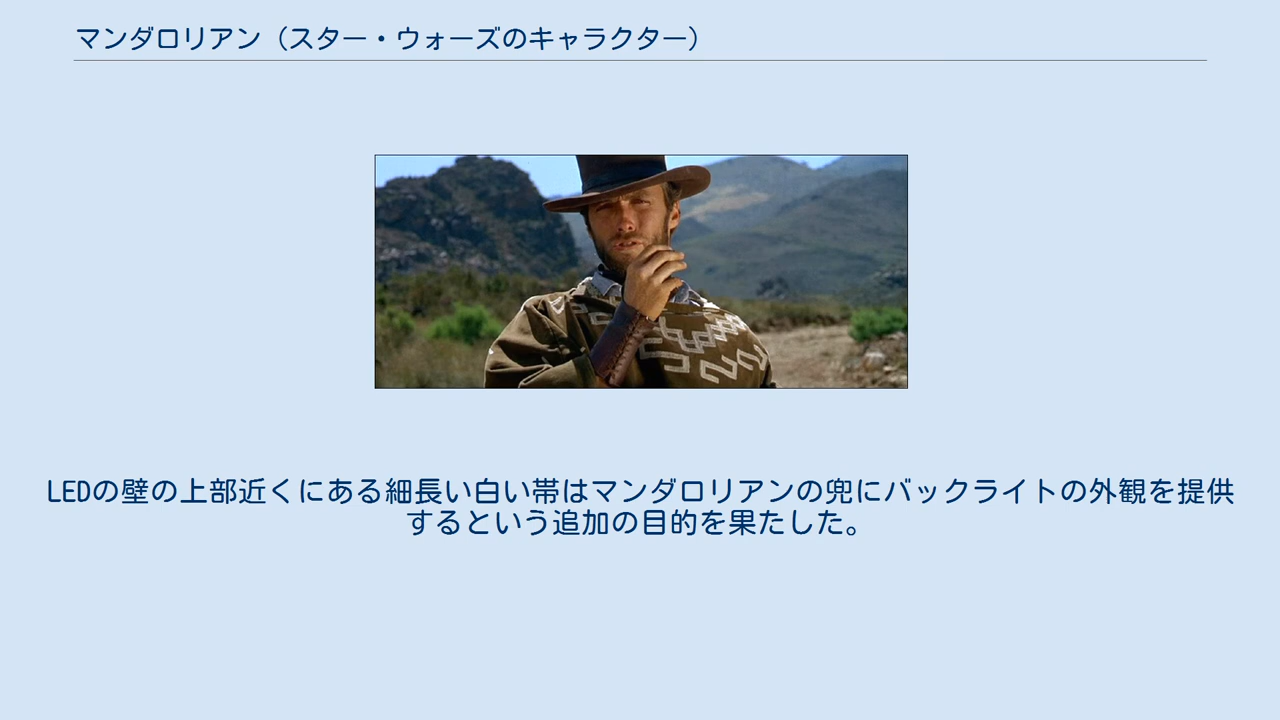 マンダロリアン（スター・ウォーズのキャラクター）
LEDの壁の上部近くにある細長い白い帯はマンダロリアンの兜にバックライトの外観を提供
するという追加の目的を果たした。